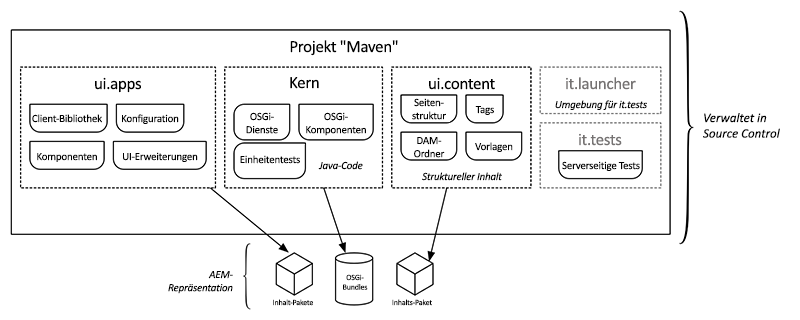 Projekt "Maven"
ui.apps
Client-Bibliothek
Konfiguration
Komponenten
UI-Erweiterungen
Kern
OSGi-
Dienste
OSGi-
Komponenten
Einheitentests
Java-Code
ui.content
Seiten-
struktur
Tags
DAM-
Ordner
Vorlagen
Struktureller Inhalt
it.launcher
Umgebung für it.tests
it.tests
Serverseitige Tests
Verwaltet in
Source Control
AEM-
Repräsentation
Inhalt-Pakete
OSGi-
Bundles
Inhalts-Paket